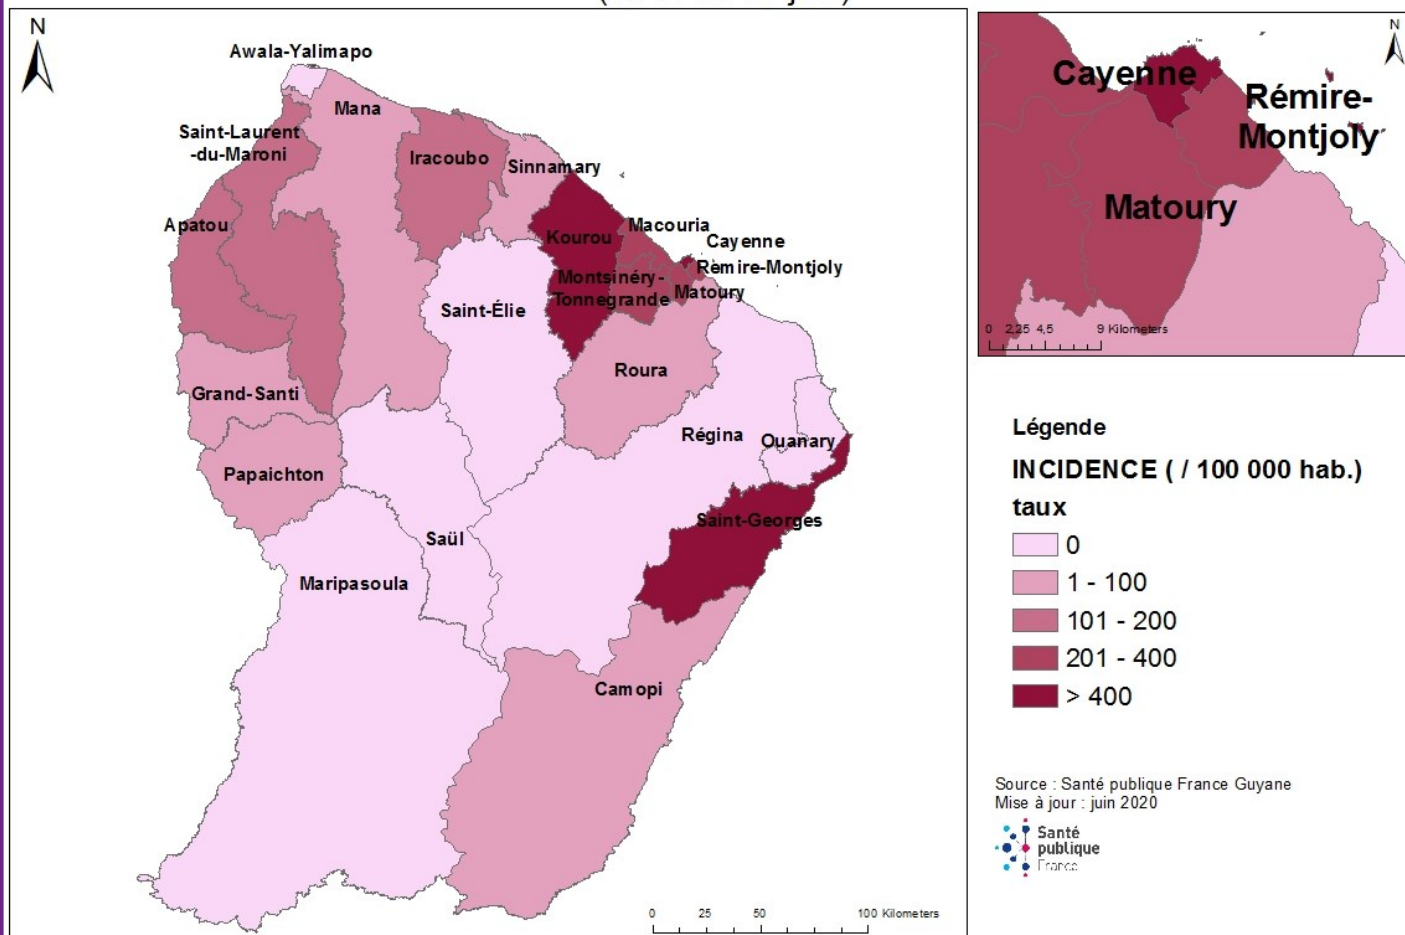 N
Awala-Yalimapo
Mana
Saint-Laurent
-du-Maroni
Iracoubo
Sinnamary
Apatou
Kourou
Macouria
Cayenne
Rémire-Montjoly
Montsinéry-
Tonnegrande
Matoury
Saint-Élie
Roura
Grand-Santi
Régina
Ouanary
Papaichton
Saint-Georges
Saül
Maripasoula
Camopi
0 25 50 100 Kilometers
N
Cayenne
Rémire-
Montjoly
Matoury
0 2,25 4,5 9 Kilometers
Légende
INCIDENCE ( / 100 000 hab.)
taux
0
1 - 100
101 - 200
201 - 400
> 400
Source : Santé publique France Guyane
Mise à jour : juin 2020
Santé
publique
France